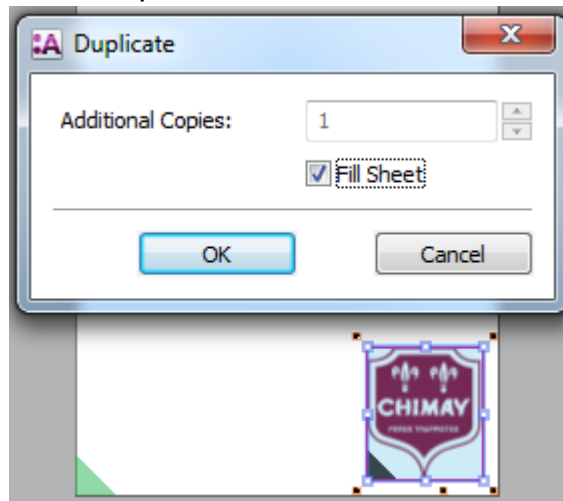 :A Duplicate
Additional Copies: 1
Fill Sheet
OK Cancel
CHIMAY